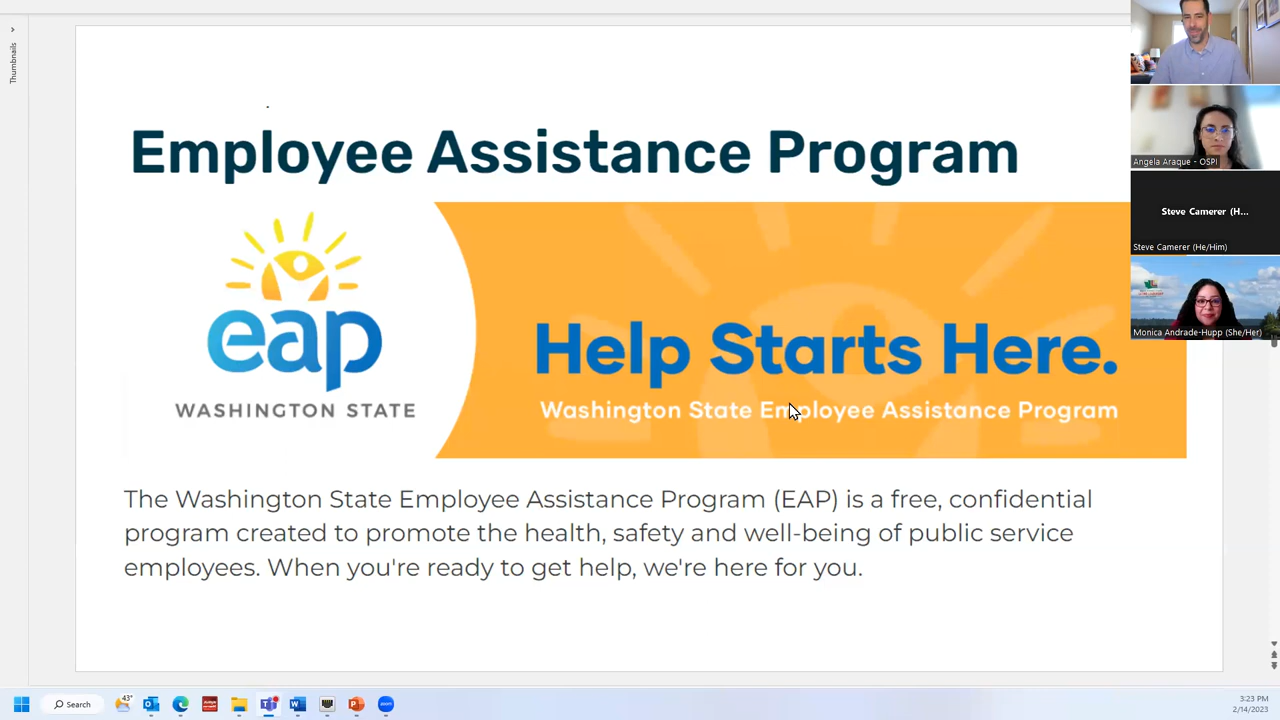 Thumbnails
Employee Assistance Program
eap
WASHINGTON STATE
Help Starts Here.
Washington State Employee Assistance Program
The Washington State Employee Assistance Program (EAP) is a free, confidential
program created to promote the health, safety and well-being of public service
employees. When you're ready to get help, we're here for you.
Angela Araque - OSPI
Steve Camerer (H...
Steve Camerer (He/Him)
Monica Andrade-Hupp (She/Her)
43°
Search
3:23 PM
2/14/2023